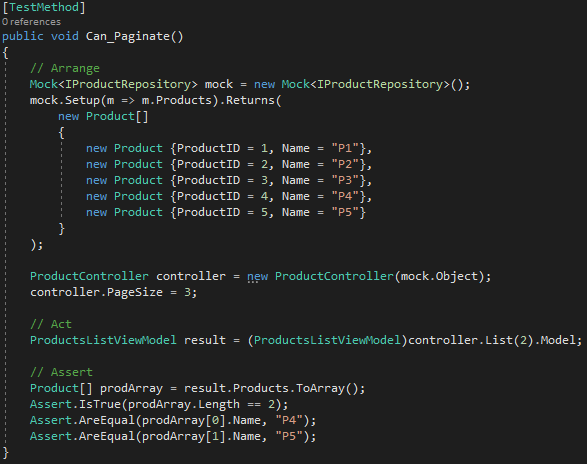 [TestMethod]
0 references
public void Can_Paginate()
{
    // Arrange
    Mock<IProductRepository> mock = new Mock<IProductRepository>();
    mock.Setup(m => m.Products).Returns(
        new Product[]
        {
            new Product {ProductID = 1, Name = "P1"},
            new Product {ProductID = 2, Name = "P2"},
            new Product {ProductID = 3, Name = "P3"},
            new Product {ProductID = 4, Name = "P4"},
            new Product {ProductID = 5, Name = "P5"}
        }
    );

    ProductController controller = new ProductController(mock.Object);
    controller.PageSize = 3;

    // Act
    ProductsListViewModel result = (ProductsListViewModel)controller.List(2).Model;

    // Assert
    Product[] prodArray = result.Products.ToArray();
    Assert.IsTrue(prodArray.Length == 2);
    Assert.AreEqual(prodArray[0].Name, "P4");
    Assert.AreEqual(prodArray[1].Name, "P5");
}